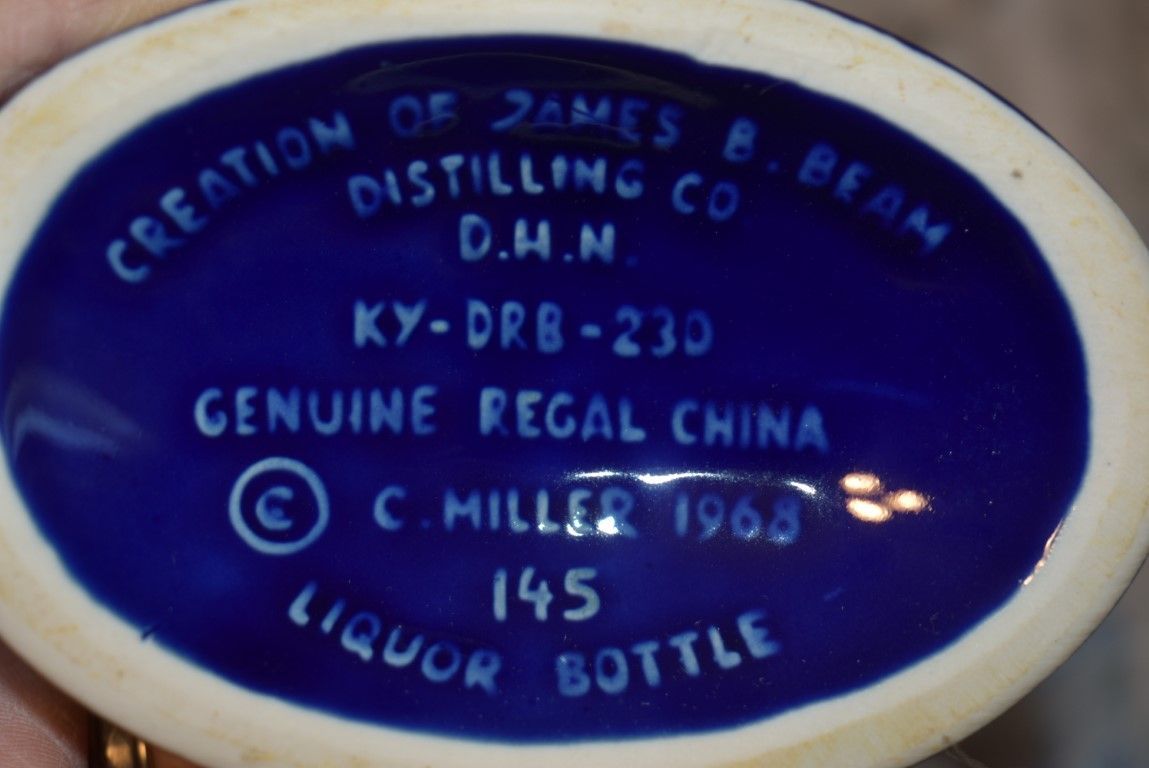 CREATION OF JAMES B. BEAM
DISTILLING CO
D.H.N.
KY-DRB-230
GENUINE REGAL CHINA
© C. MILLER 1968
145
LIQUOR BOTTLE